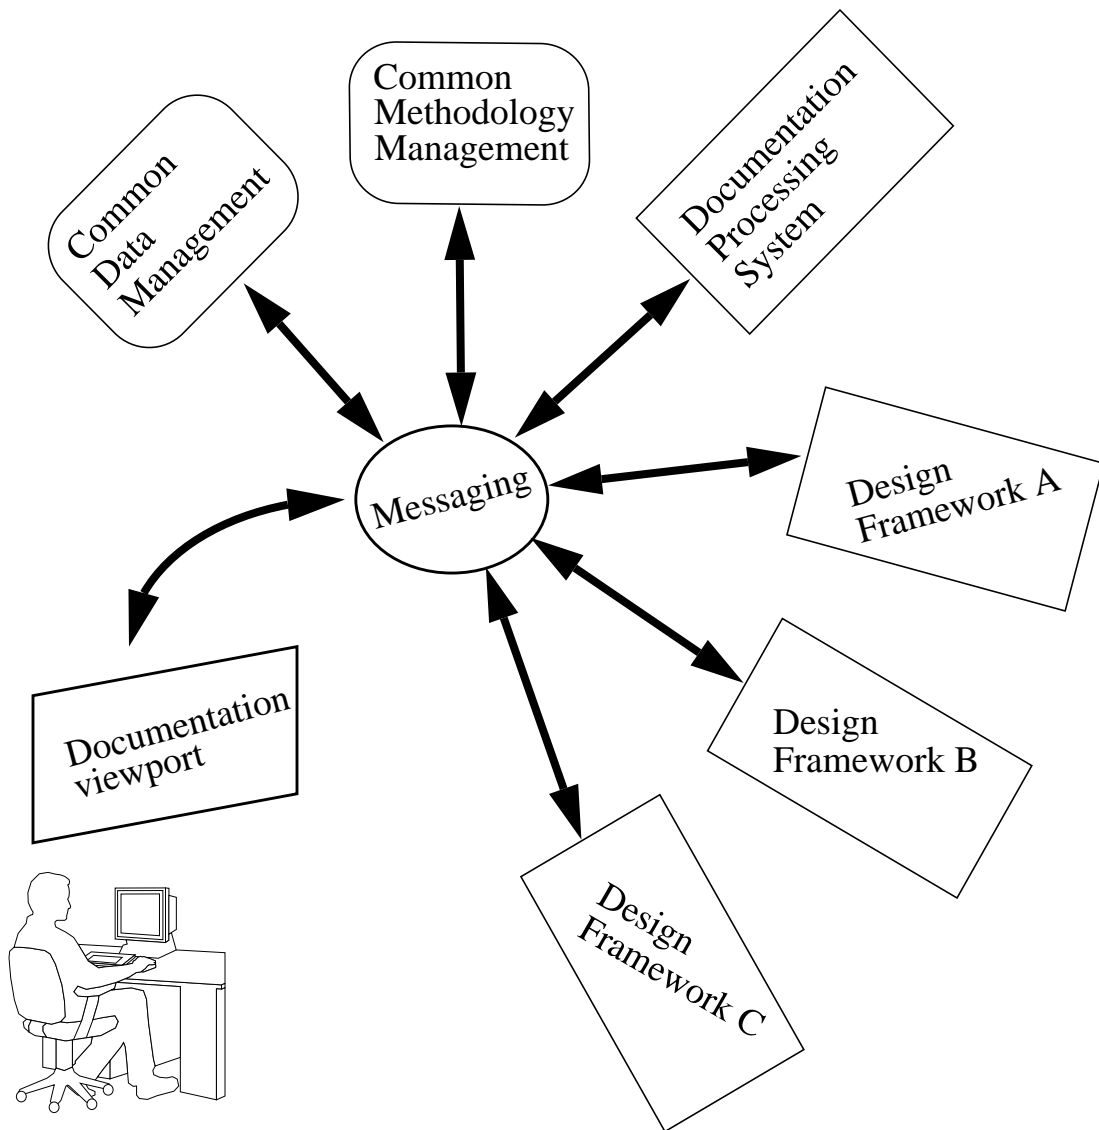 Common
Methodology
Management
Common
Data
Management
Documentation
Processing
System
Messaging
Design
Framework A
Design
Framework B
Design
Framework C
Documentation
viewport